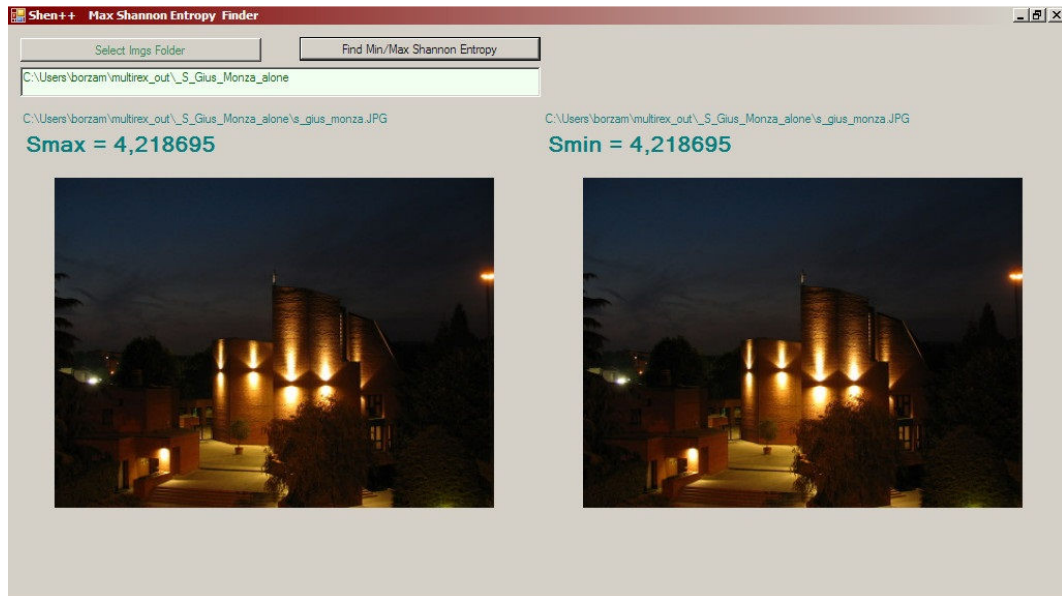 Shen++ Max Shannon Entropy Finder
Select Imgs Folder
Find Min/Max Shannon Entropy
C:\Users\borzam\multirex_out\_S_Gius_Monza_alone
C:\Users\borzam\multirex_out\_S_Gius_Monza_alone\s_gius_monza.JPG
Smax = 4,218695
C:\Users\borzam\multirex_out\_S_Gius_Monza_alone\s_gius_monza.JPG
Smin = 4,218695